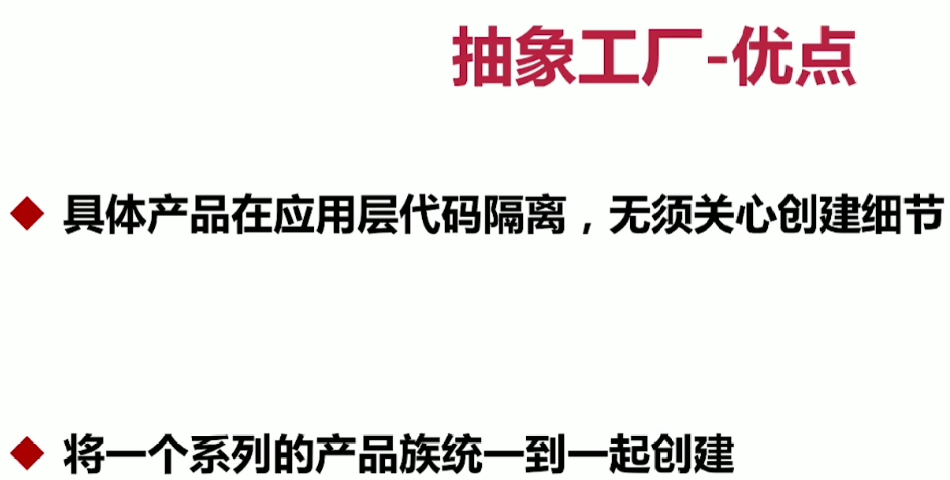 抽象工厂-优点
具体产品在应用层代码隔离，无须关心创建细节
将一个系列的产品族统一到一起创建